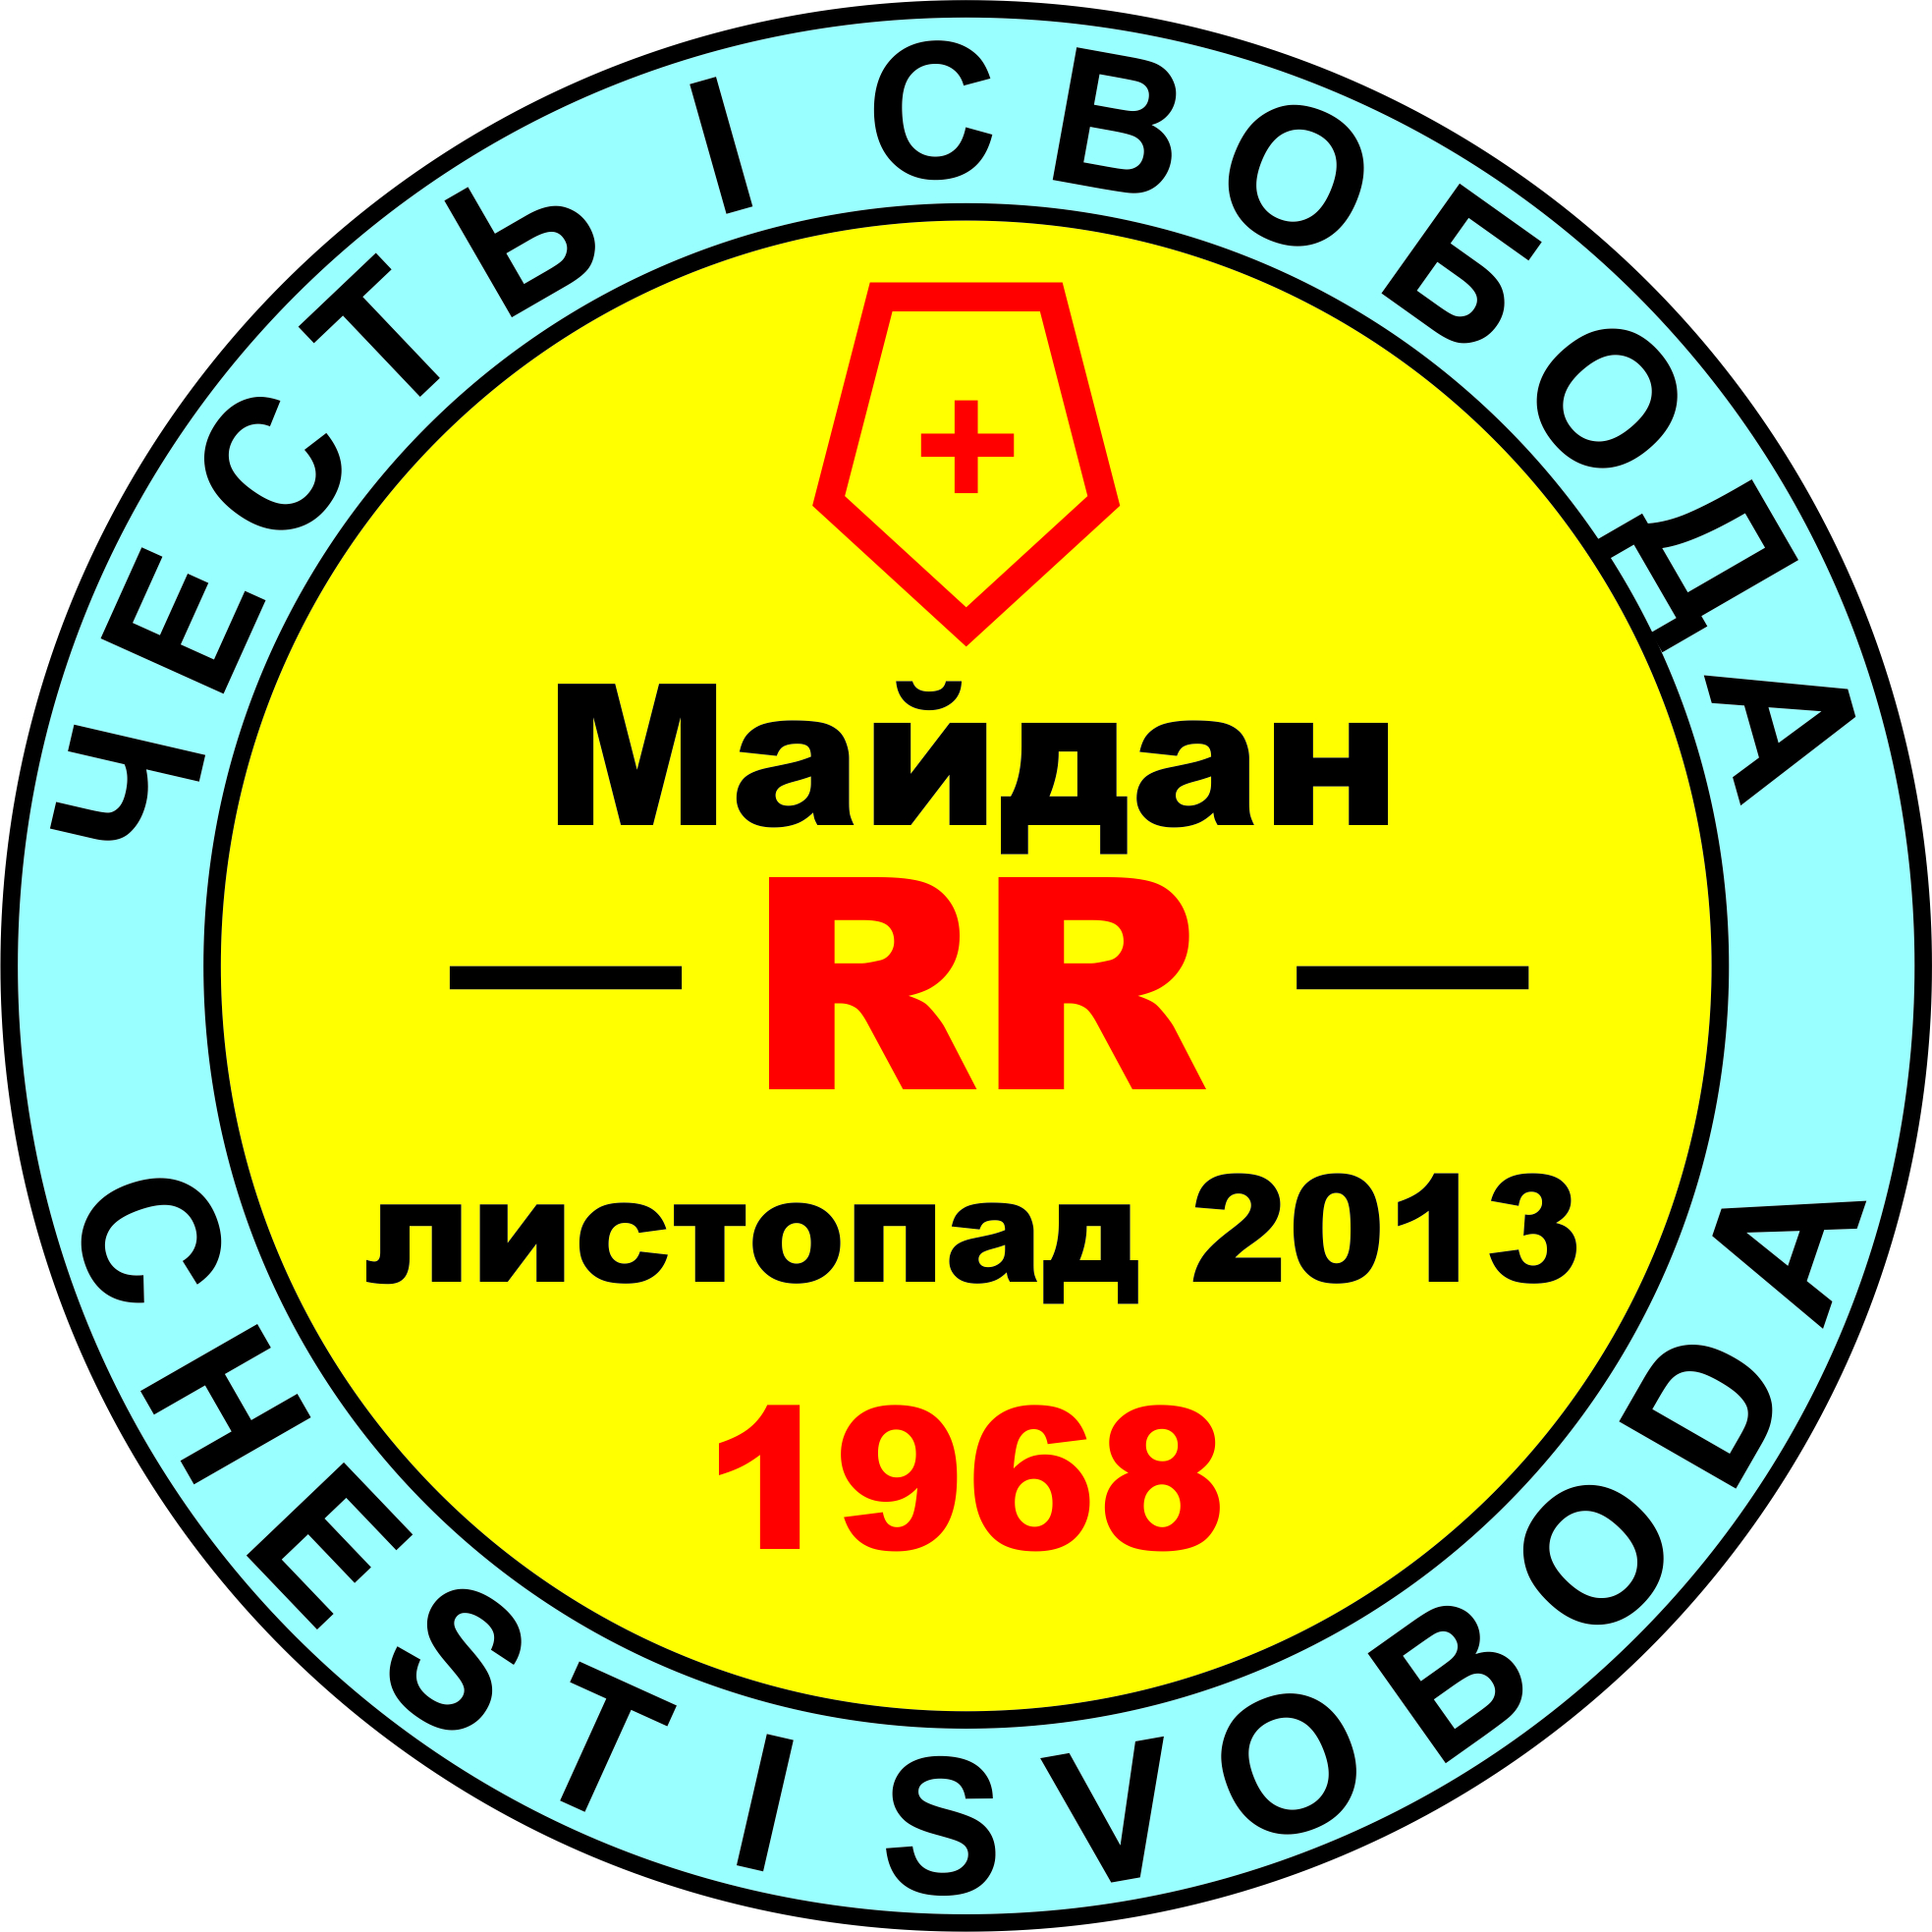 ЧЕСТЬ І СВОБОДА
Майдан
RR
листопад 2013
1968
CHEST I SVOBODA